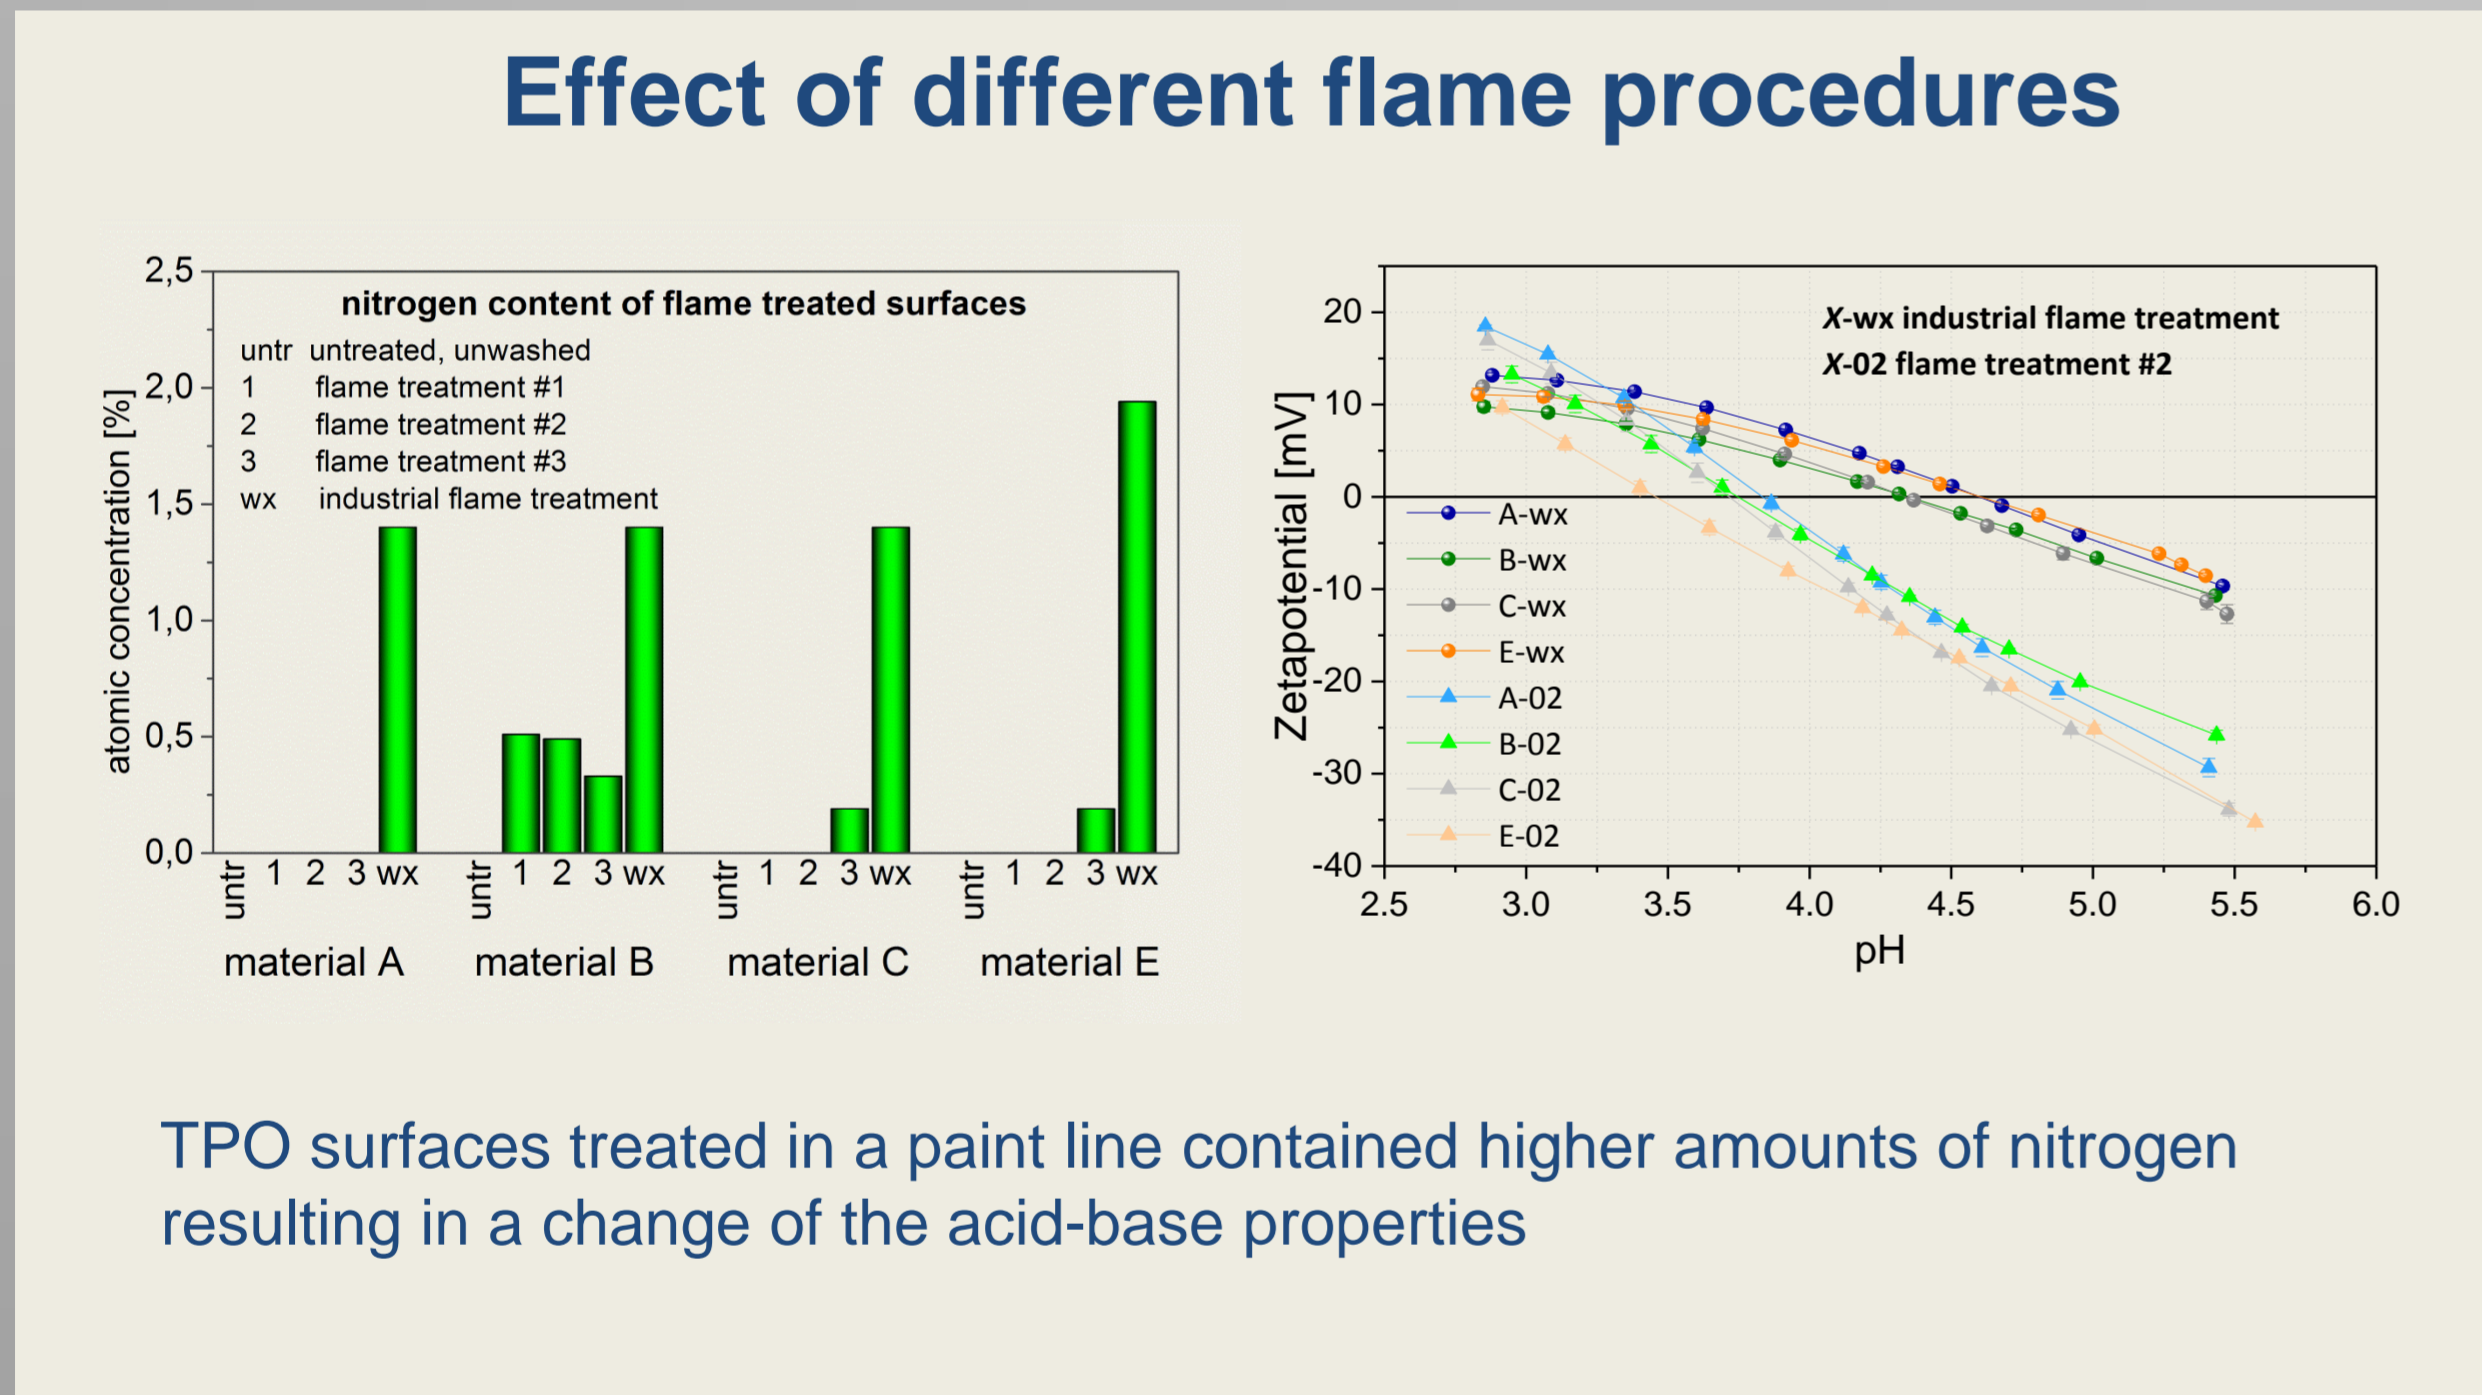 Effect of different flame procedures
2,5
2,0
1,5
1,0
0,5
0,0
atomic concentration [%]
nitrogen content of flame treated surfaces
untr untreated, unwashed
1 flame treatment #1
2 flame treatment #2
3 flame treatment #3
wx industrial flame treatment
untr 1 2 3 wx untr 1 2 3 wx untr 1 2 3 wx untr 1 2 3 wx
material A material B material C material E
20
10
0
-10
-20
-30
-40
Zetapotential [mV]
X-wx industrial flame treatment
X-02 flame treatment #2
A-wx
B-wx
C-wx
E-wx
A-02
B-02
C-02
E-02
2.5 3.0 3.5 4.0 4.5 5.0 5.5 6.0
pH
TPO surfaces treated in a paint line contained higher amounts of nitrogen
resulting in a change of the acid-base properties